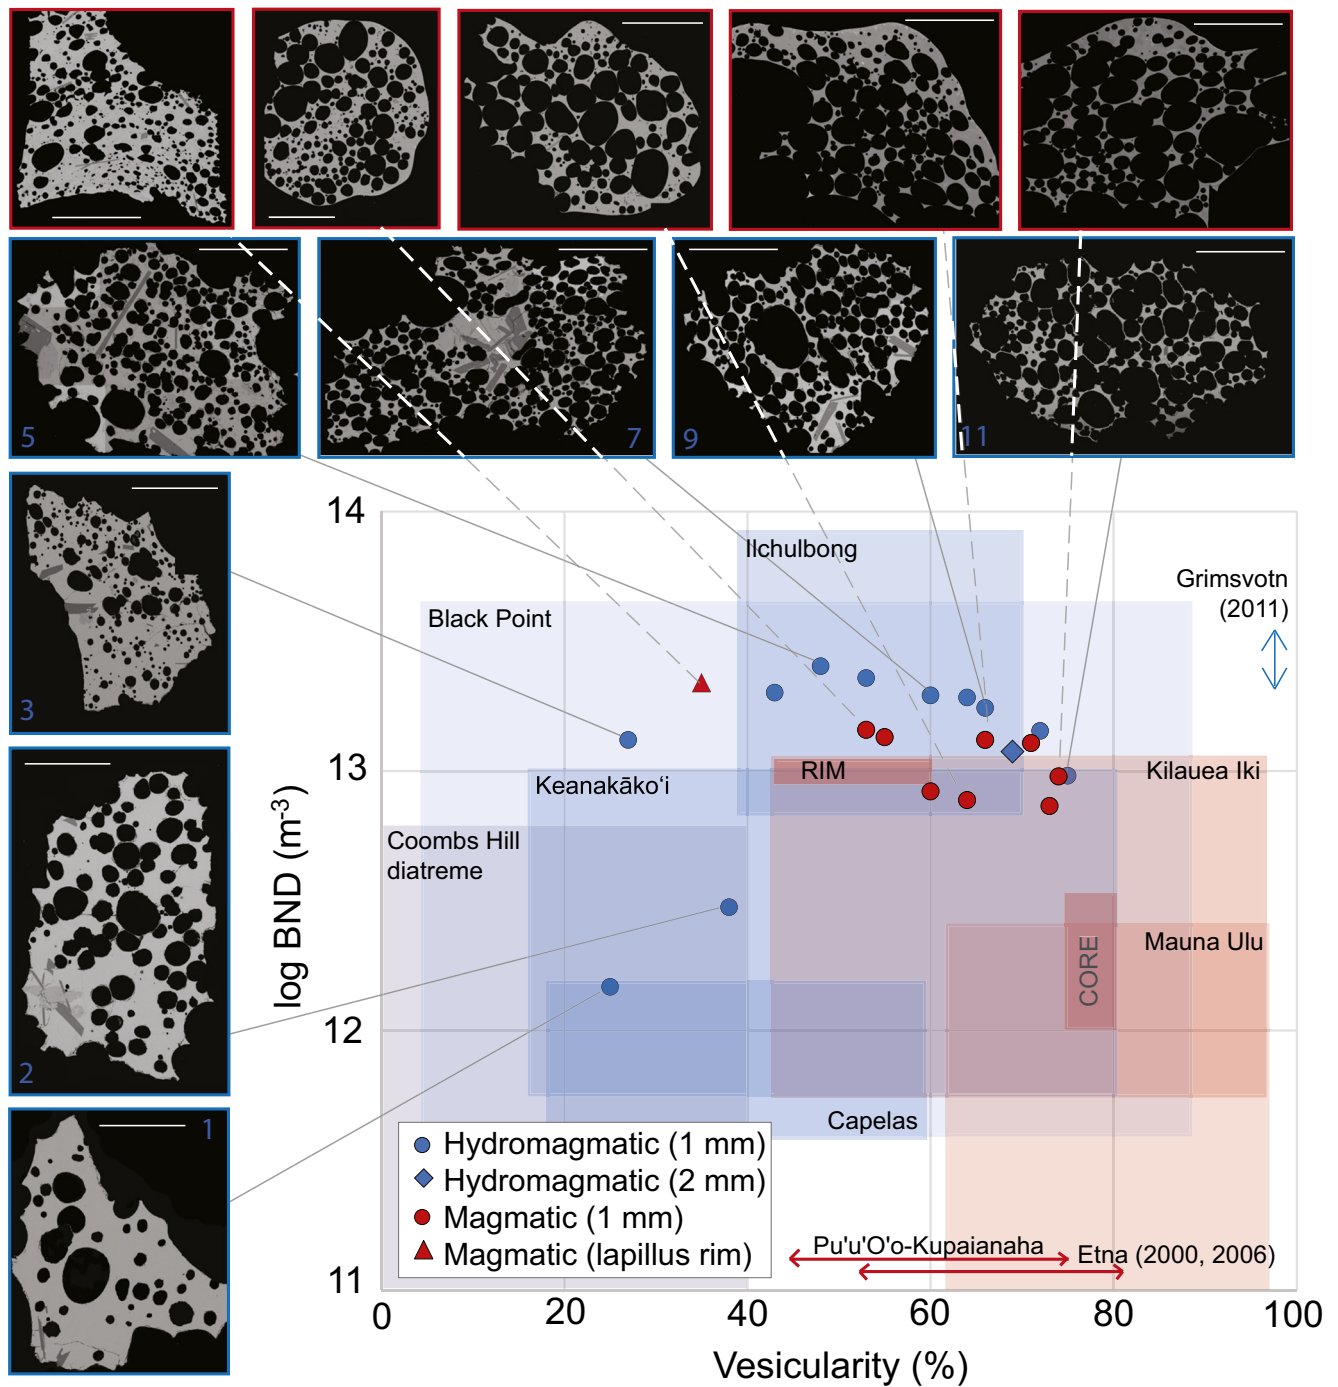 5
7
9
11
3
2
1
14
13
12
11
log BND (m-3)
Ilchulbong
Black Point
Grimsvotn
(2011)
RIM
Kilauea Iki
Keanakāko‘i
Coombs Hill
diatreme
CORE
Mauna Ulu
Capelas
Hydromagmatic (1 mm)
Hydromagmatic (2 mm)
Magmatic (1 mm)
Magmatic (lapillus rim)
Pu'u'O'o-Kupaianaha
Etna (2000, 2006)
0
20
40
60
80
100
Vesicularity (%)